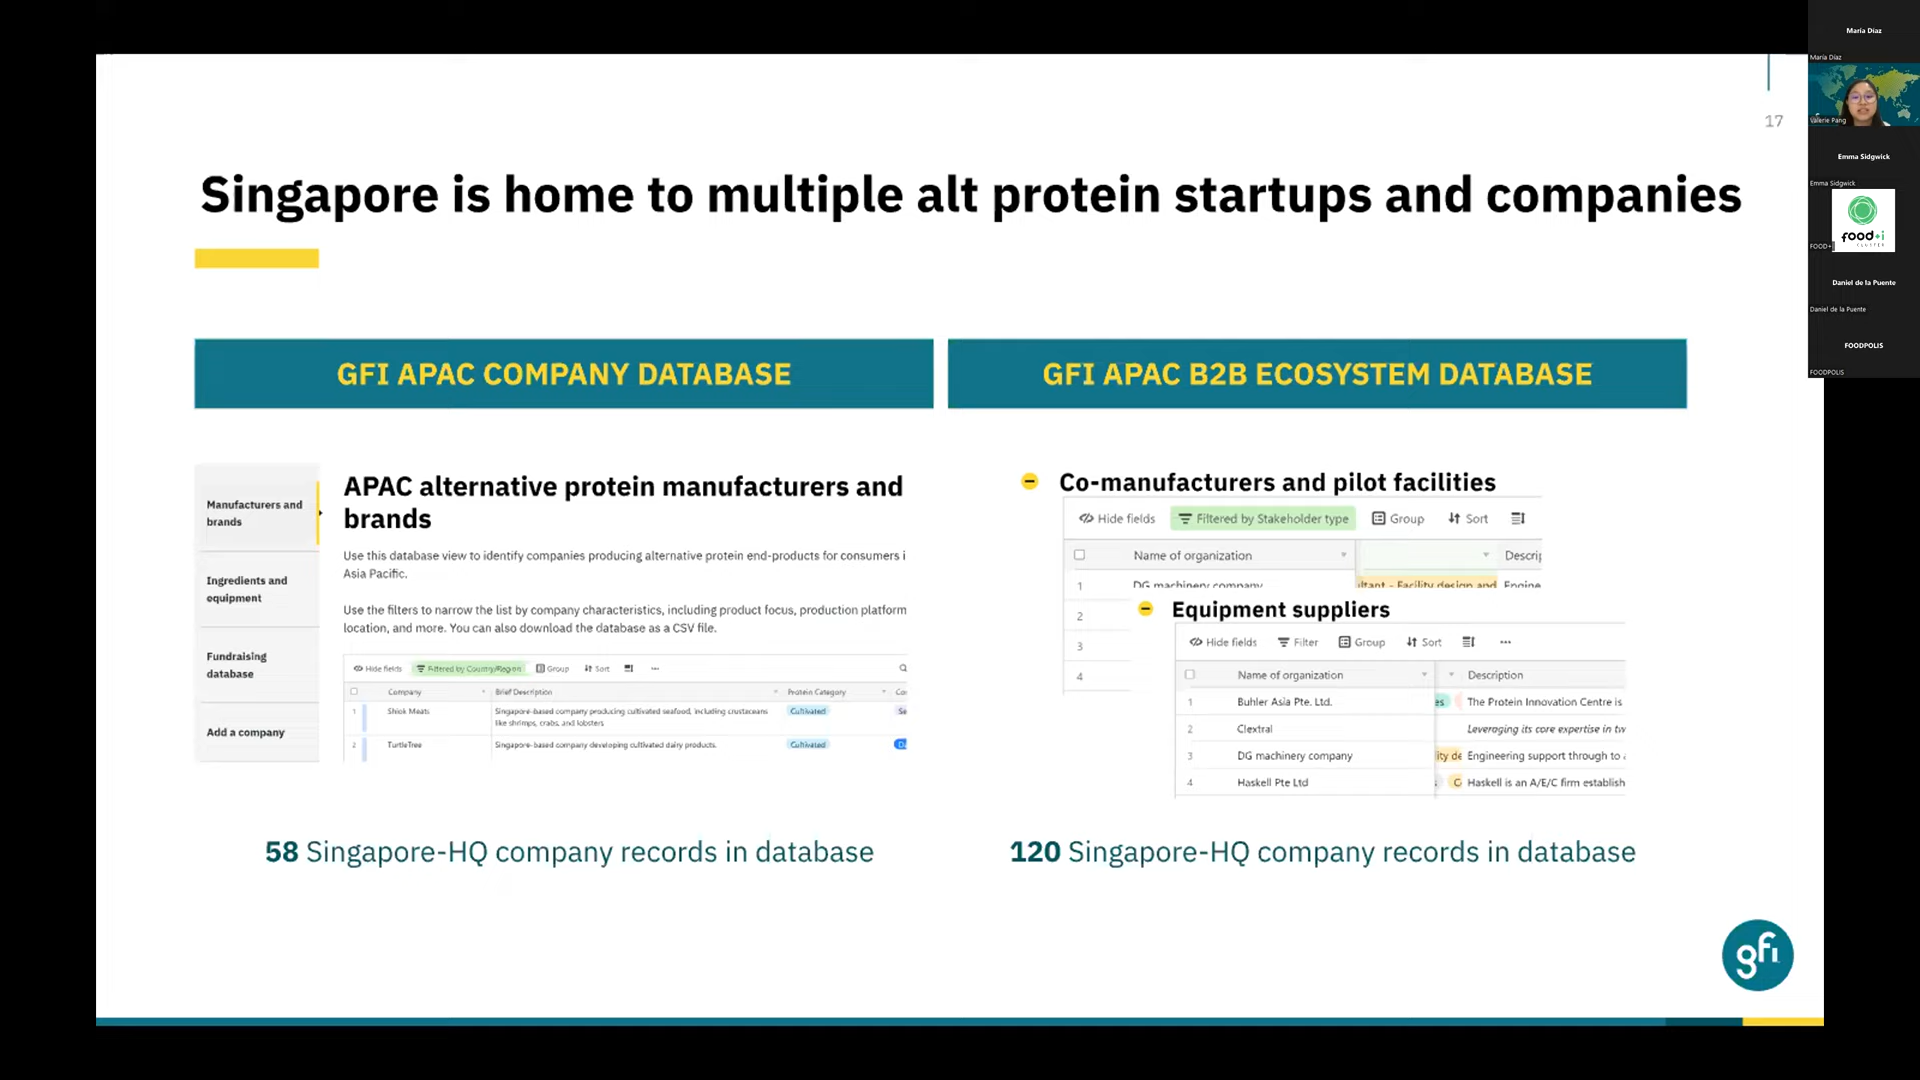 17
Singapore is home to multiple alt protein startups and companies
GFI APAC COMPANY DATABASE
GFI APAC B2B ECOSYSTEM DATABASE
Manufacturers and
brands
Ingredients and
equipment
Fundraising
database
Add a company
APAC alternative protein manufacturers and
brands
Use this database view to identify companies producing alternative protein end-products for consumers i
Asia Pacific.
Use the filters to narrow the list by company characteristics, including product focus, production platform
location, and more. You can also download the database as a CSV file.
Hide fields Filtered by Country/Region Group Sort ...
Company Brief Description Protein Category
1 Shiok Meats Singapore-based company producing cultivated seafood, including crustaceans Cultivated Se
like shrimps, crabs, and lobsters.
2 TurtleTree Singapore-based company developing cultivated dairy products. Cultivated
58 Singapore-HQ company records in database
Co-manufacturers and pilot facilities
Hide fields Filtered by Stakeholder type Group Sort
Name of organization Descrip
1 DG machinery company ltant - Facility design and Engine
2
3
4
Equipment suppliers
Hide fields Filter Group Sort ...
Name of organization Description
1 Buhler Asia Pte. Ltd. es The Protein Innovation Centre is
2 Clextral Leveraging its core expertise in tw
3 DG machinery company ity de Engineering support through to
4 Haskell Pte Ltd Haskell is an A/E/C firm establish
120 Singapore-HQ company records in database
gfi
María Díaz
María Díaz
Valerie Pang
Emma Sidgwick
Emma Sidgwick
food+i
CLUSTER
FOOD+i
Daniel de la Puente
Daniel de la Puente
FOODPOLIS
FOODPOLIS